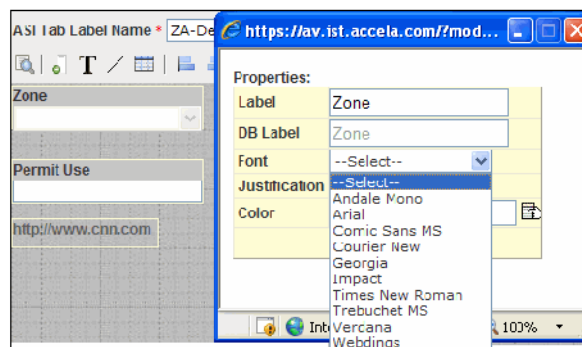 ASI Tab Label Name * ZA-De
https://av.ist.accela.com/?mod...
Zone
Permit Use
http://www.cnn.com
Properties:
Label Zone
DB Label Zone
Font --Select--
Justification --Select--
Color
Andale Mono
Arial
Comic Sans MS
Courier New
Georgia
Impact
Times New Roman
Trebuchet MS
Vercana
Webdings
Int
100%